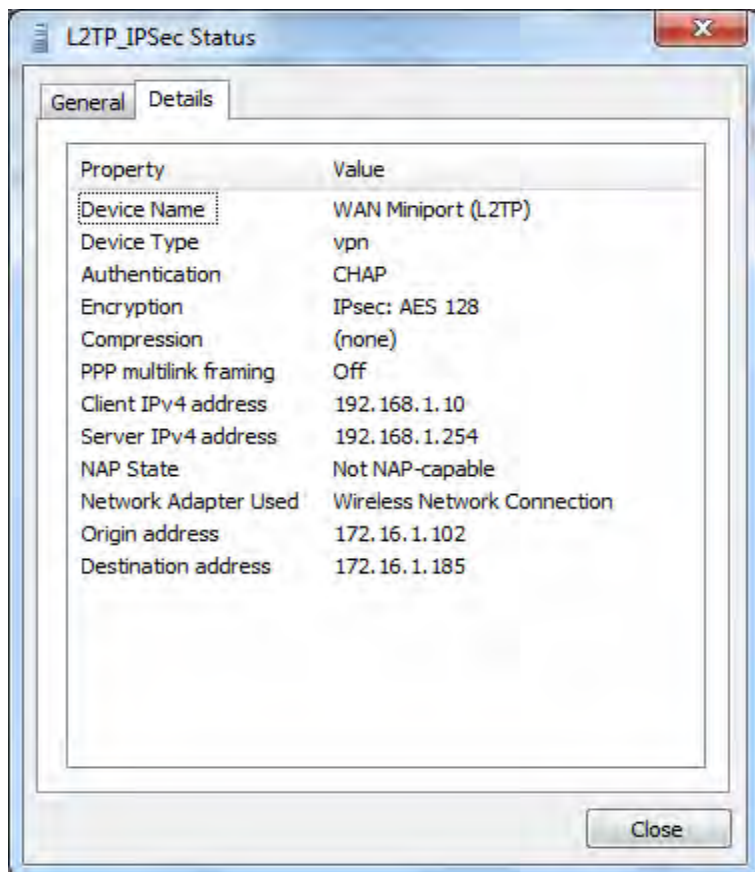 L2TP_IPSec Status
General Details
Property Value
Device Name WAN Miniport (L2TP)
Device Type vpn
Authentication CHAP
Encryption IPsec: AES 128
Compression (none)
PPP multilink framing Off
Client IPv4 address 192.168.1.10
Server IPv4 address 192.168.1.254
NAP State Not NAP-capable
Network Adapter Used Wireless Network Connection
Origin address 172.16.1.102
Destination address 172.16.1.185
Close